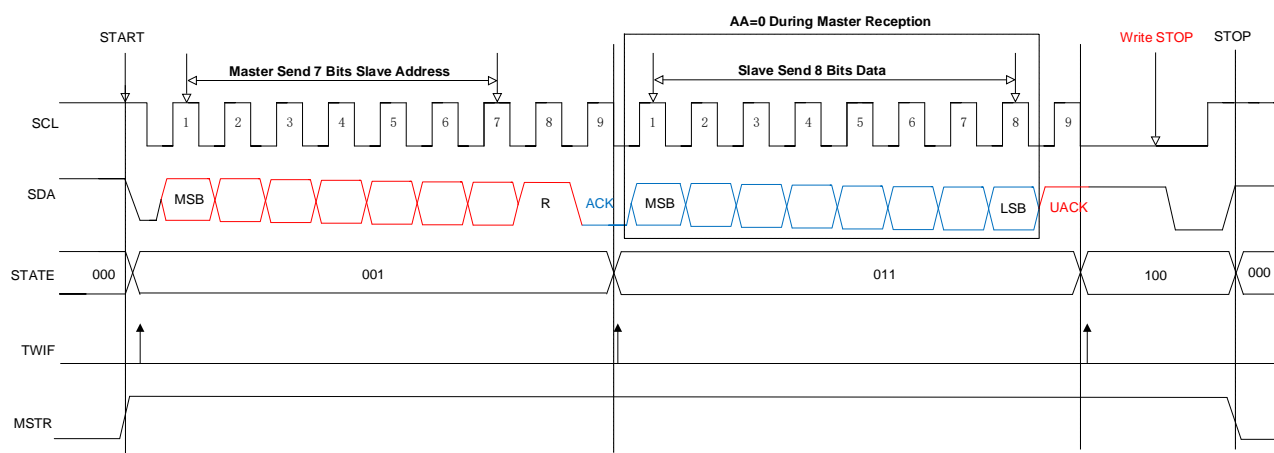 AA=0 During Master Reception
START
Write STOP
STOP
Master Send 7 Bits Slave Address
Slave Send 8 Bits Data
SCL
1 2 3 4 5 6 7 8 9 1 2 3 4 5 6 7 8 9
SDA
MSB R ACK MSB LSB UACK
STATE 000 001 011 100 000
TWIF
MSTR